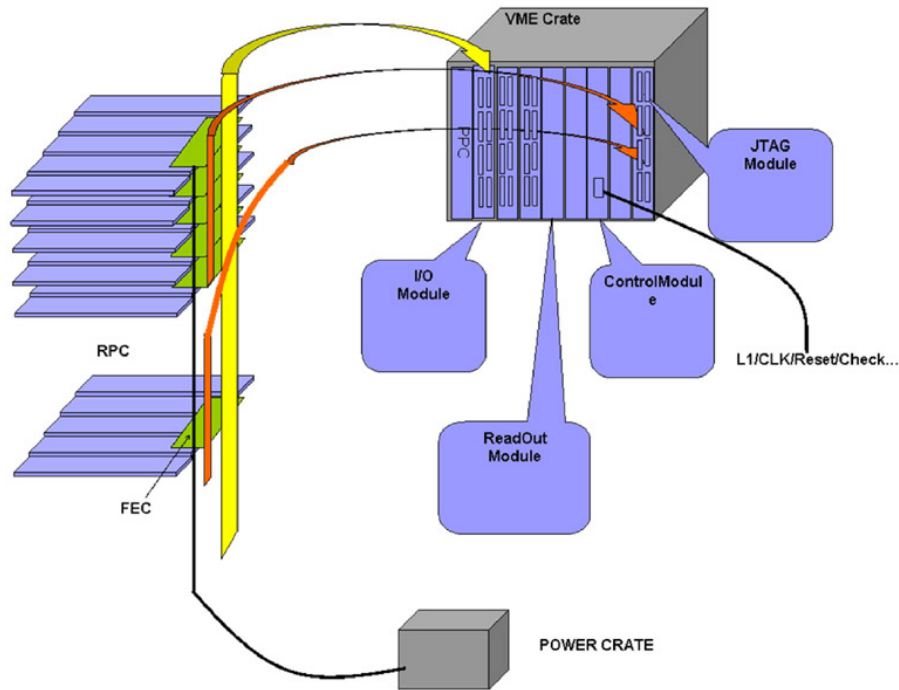 VME Crate
PPC
JTAG
Module
I/O
Module
ControlModul
e
RPC
L1/CLK/Reset/Check...
ReadOut
Module
FEC
POWER CRATE